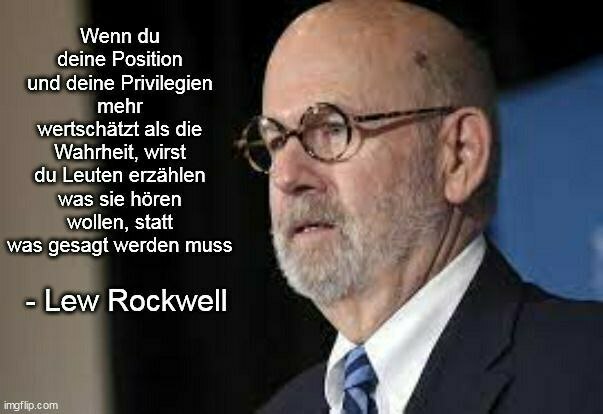 Wenn du
deine Position
und deine Privilegien
mehr
wertschätzt als die
Wahrheit, wirst
du Leuten erzählen
was sie hören
wollen, statt
was gesagt werden muss
- Lew Rockwell
imgflip.com